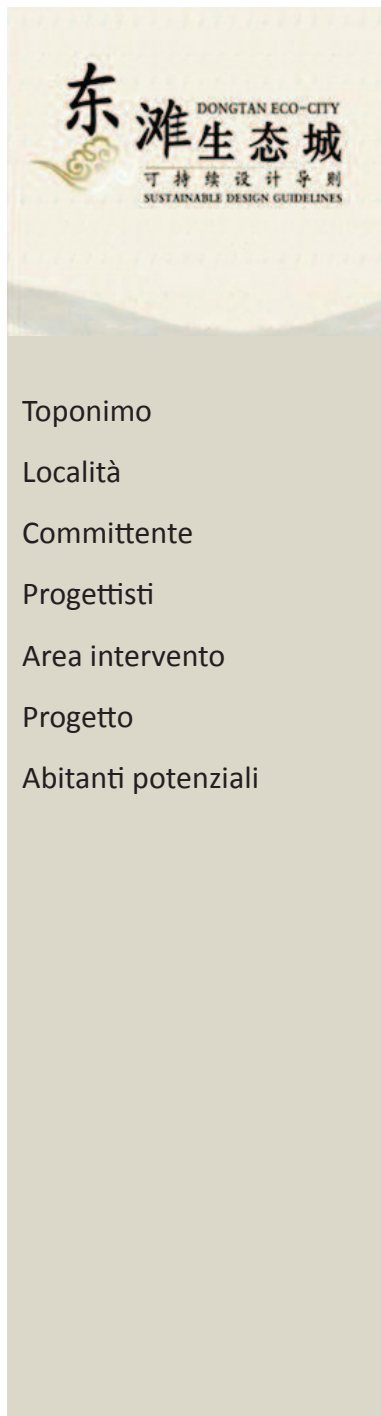 东滩
DONGTAN ECO-CITY
生态城
可持续设计导则
SUSTAINABLE DESIGN GUIDELINES
Toponimo
Località
Committente
Progettisti
Area intervento
Progetto
Abitanti potenziali